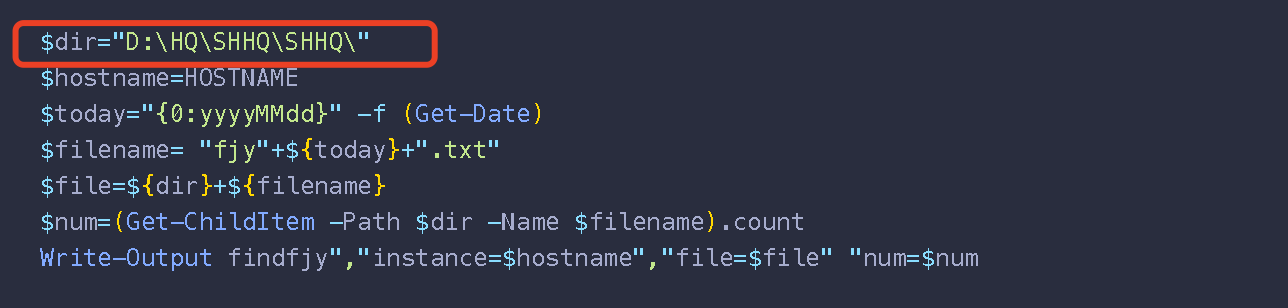 $dir="D:\HQ\SHHQ\SHHQ\"
$hostname=HOSTNAME
$today="{0:yyyyMMdd}" -f (Get-Date)
$filename= "fjy"+${today}+".txt"
$file=${dir}+${filename}
$num=(Get-ChildItem -Path $dir -Name $filename).count
Write-Output findfjy","instance=$hostname","file=$file" "num=$num